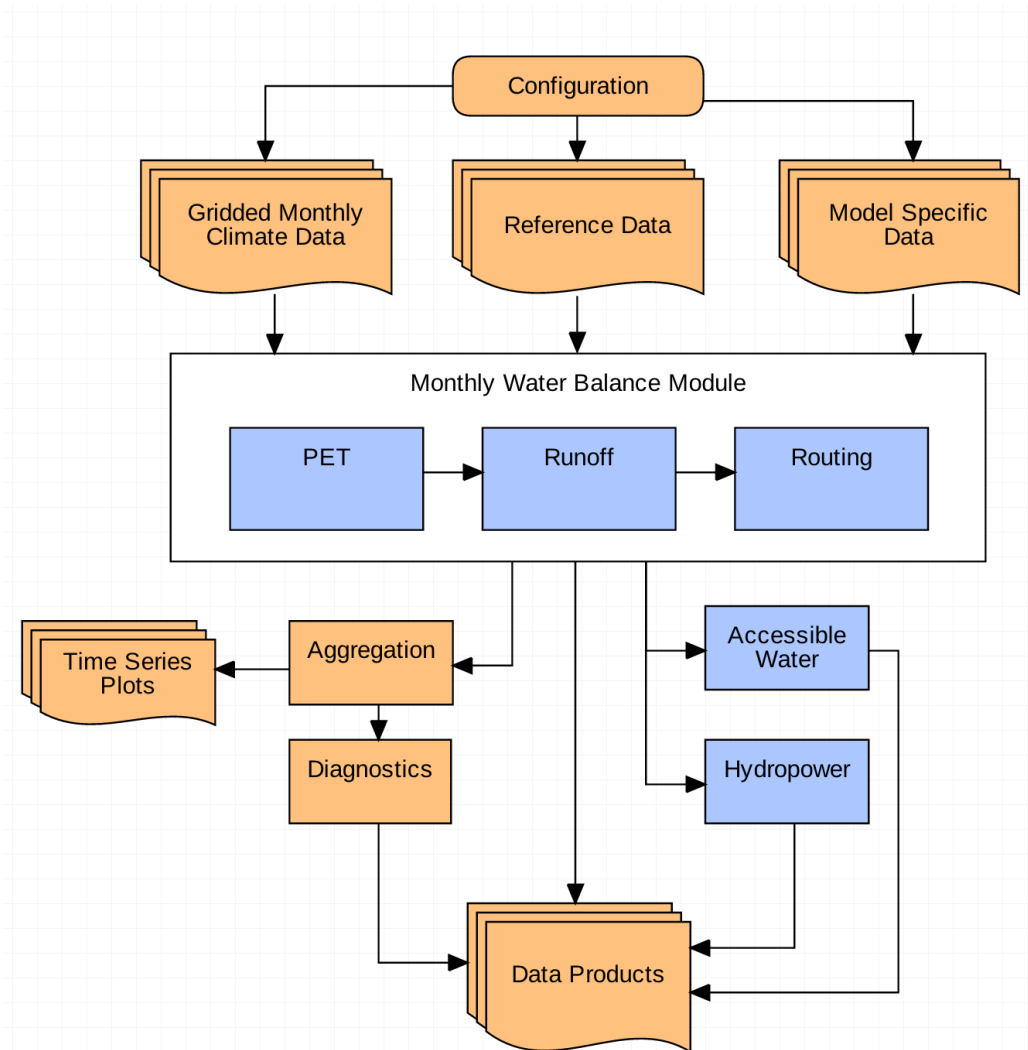 Configuration
Gridded Monthly
Climate Data
Reference Data
Model Specific
Data
Monthly Water Balance Module
PET
Runoff
Routing
Time Series
Plots
Aggregation
Accessible
Water
Diagnostics
Hydropower
Data Products